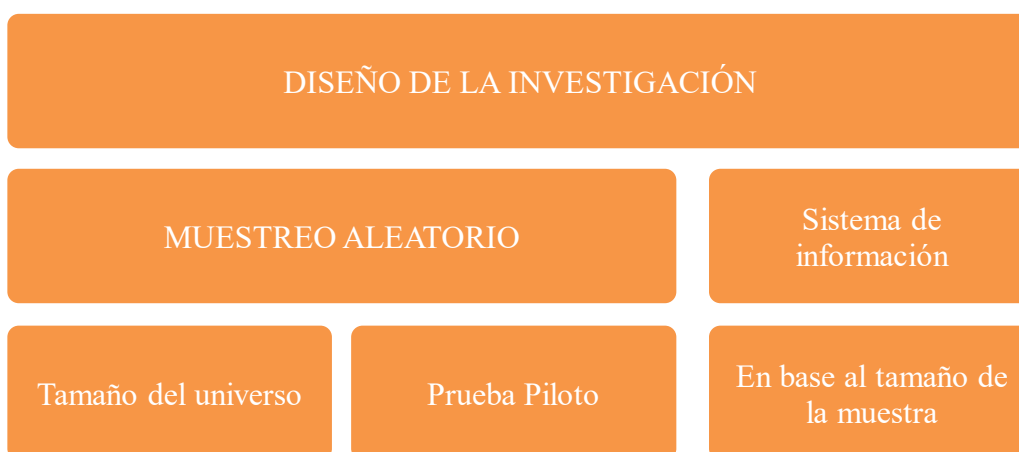 DISEÑO DE LA INVESTIGACIÓN
MUESTREO ALEATORIO
Sistema de
información
Tamaño del universo
Prueba Piloto
En base al tamaño de
la muestra